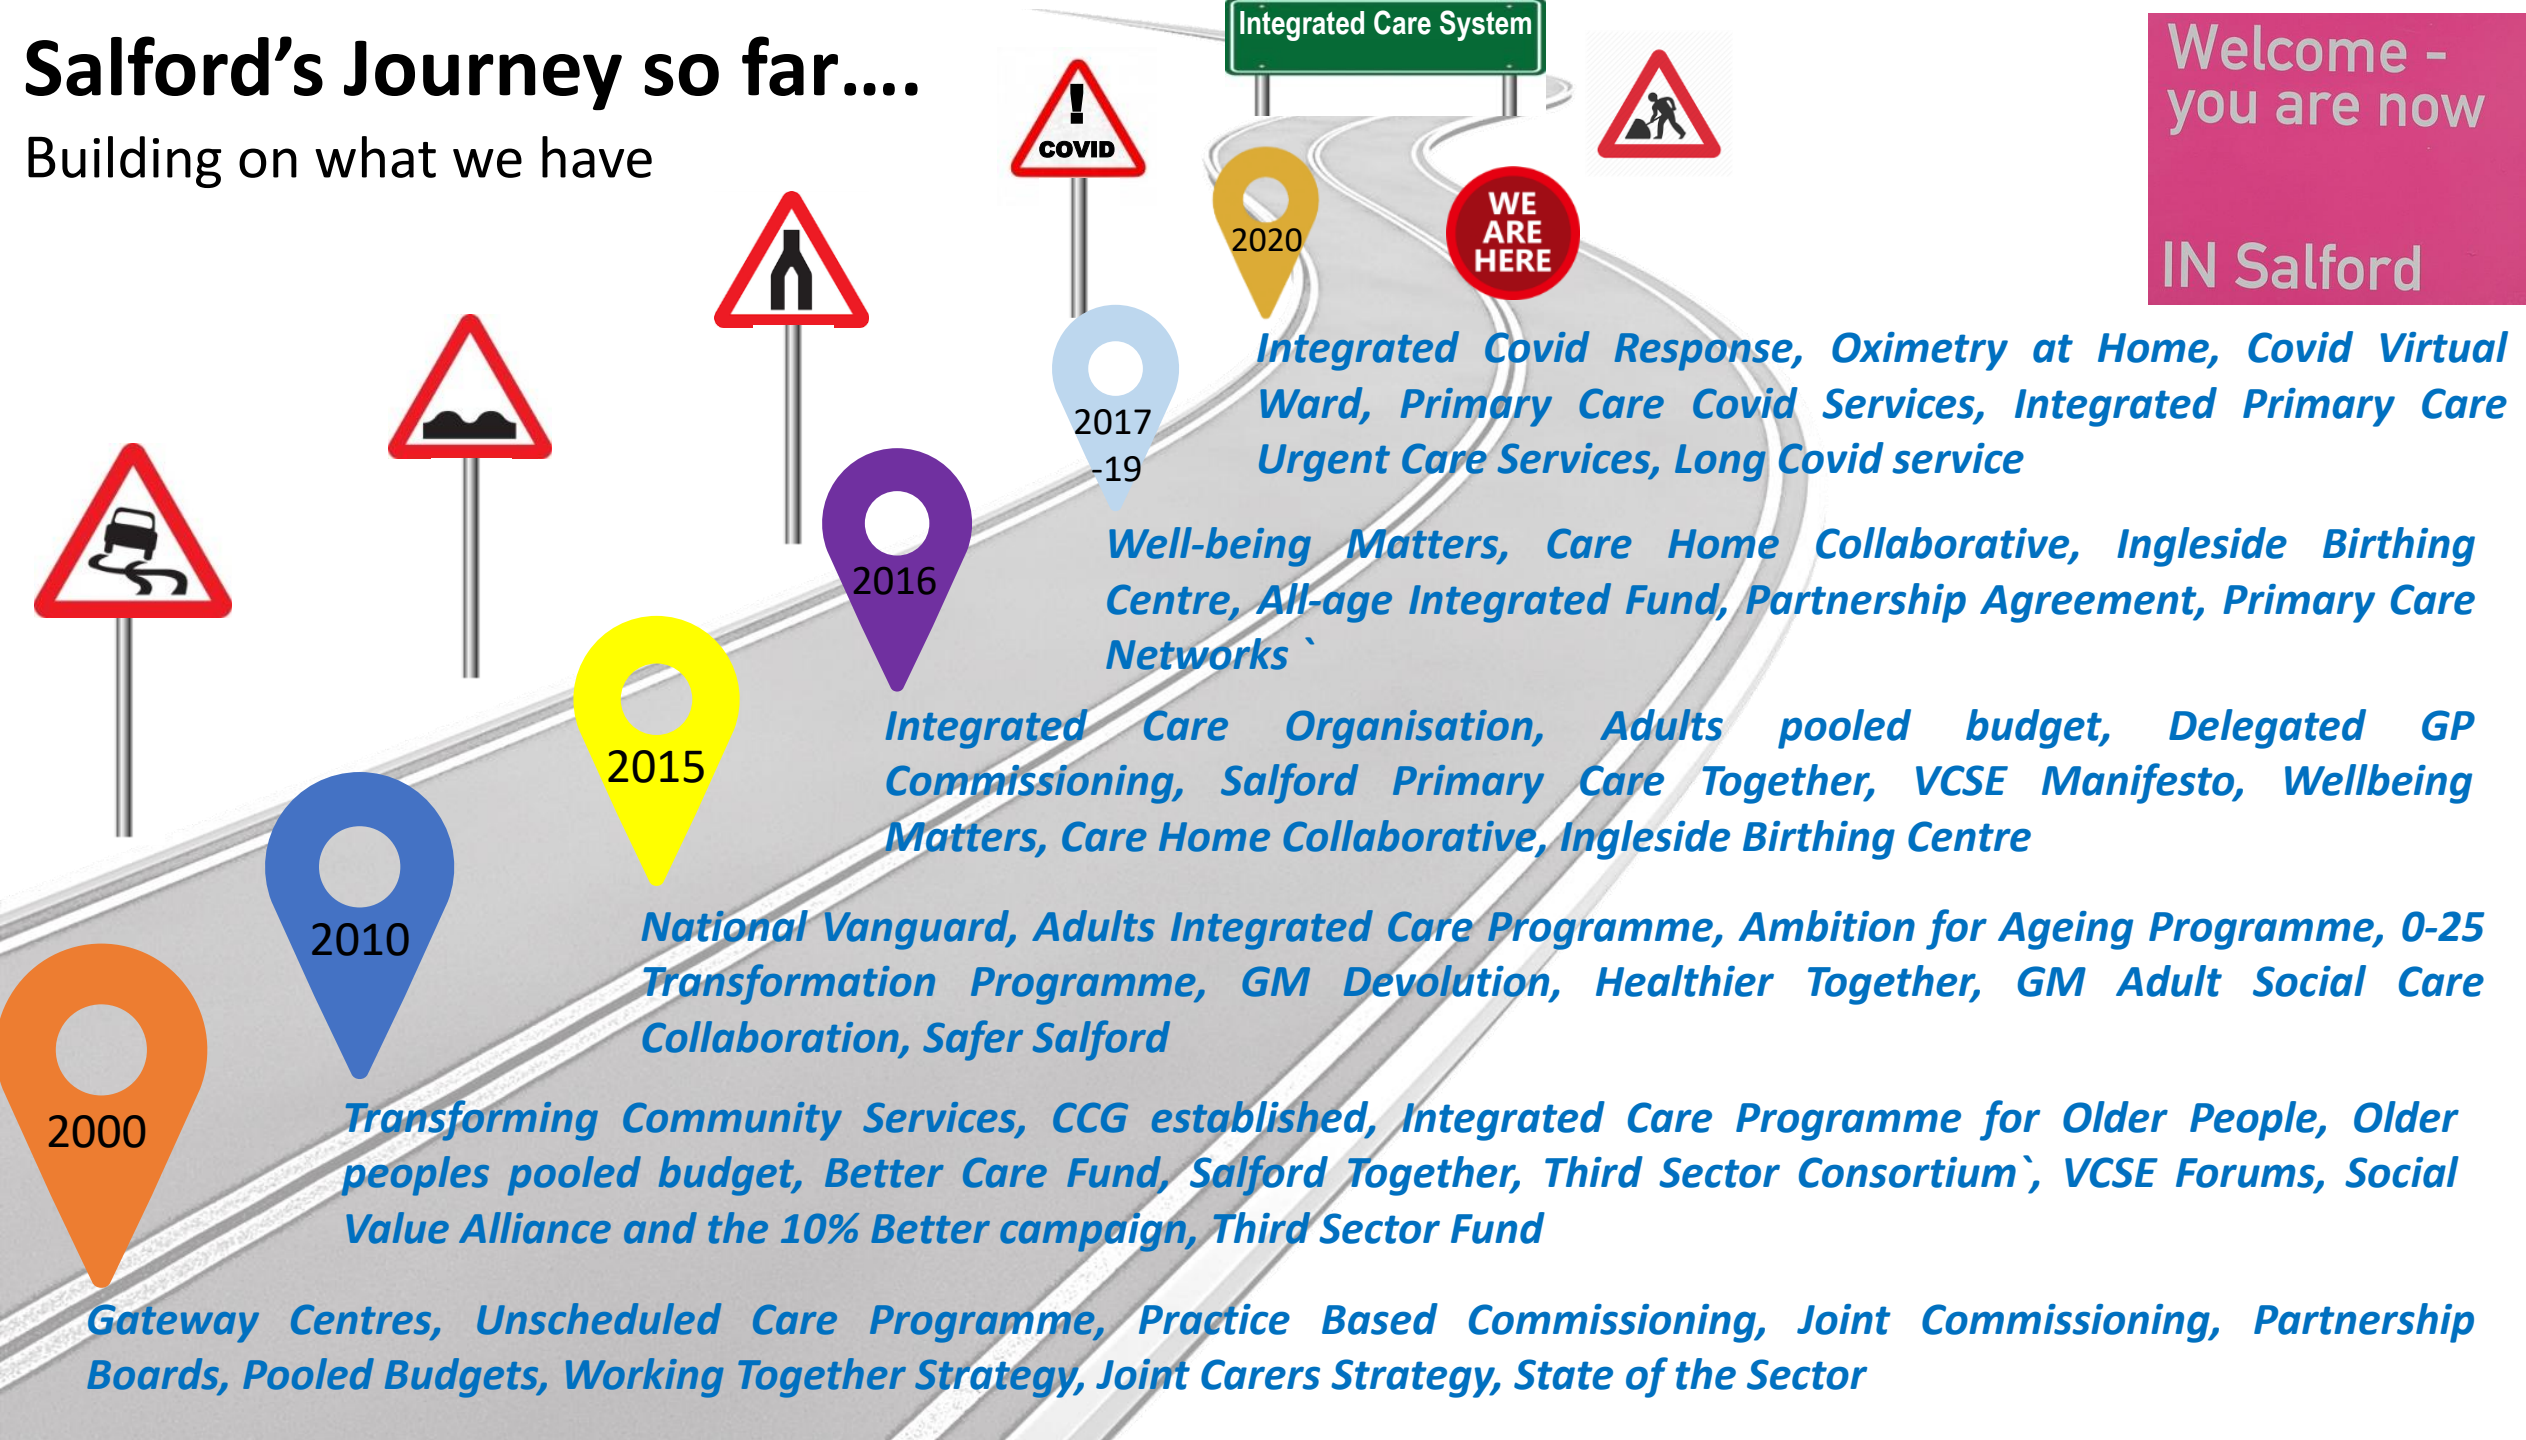 Salford’s Journey so far....
Building on what we have
Integrated Care System
Welcome -
you are now
IN Salford
!
COVID
WE
ARE
HERE
2020
Integrated Covid Response, Oximetry at Home, Covid Virtual
Ward, Primary Care Covid Services, Integrated Primary Care
Urgent Care Services, Long Covid service
2017
-19
Well-being Matters, Care Home Collaborative, Ingleside Birthing
Centre, All-age Integrated Fund, Partnership Agreement, Primary Care
Networks `
2016
Integrated Care Organisation, Adults pooled budget, Delegated GP
Commissioning, Salford Primary Care Together, VCSE Manifesto, Wellbeing
Matters, Care Home Collaborative, Ingleside Birthing Centre
2015
National Vanguard, Adults Integrated Care Programme, Ambition for Ageing Programme, 0-25
Transformation Programme, GM Devolution, Healthier Together, GM Adult Social Care
Collaboration, Safer Salford
2010
Transforming Community Services, CCG established, Integrated Care Programme for Older People, Older
peoples pooled budget, Better Care Fund, Salford Together, Third Sector Consortium`, VCSE Forums, Social
Value Alliance and the 10% Better campaign, Third Sector Fund
2000
Gateway Centres, Unscheduled Care Programme, Practice Based Commissioning, Joint Commissioning, Partnership
Boards, Pooled Budgets, Working Together Strategy, Joint Carers Strategy, State of the Sector